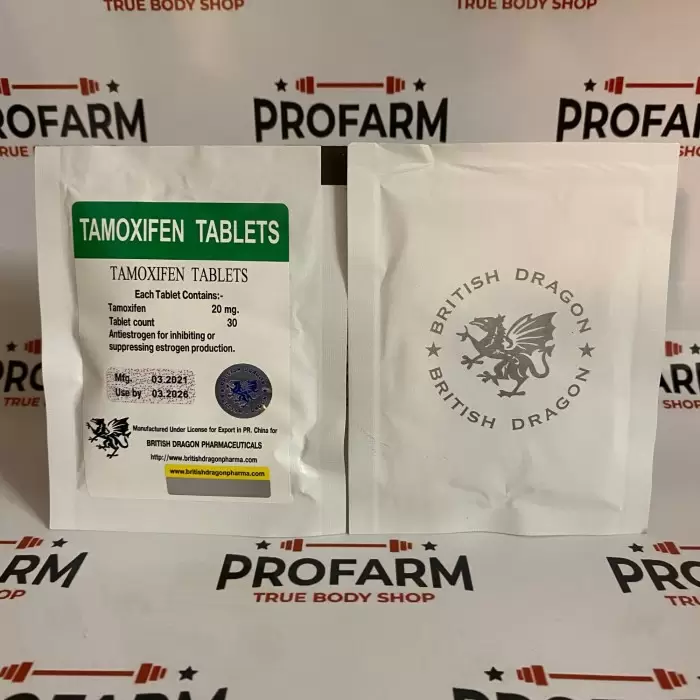 TRUE BODY SHOP
TRUE BODY SHOP
PROFARM
PROFARM
PROFARM
TAMOXIFEN TABLETS
TAMOXIFEN TABLETS
Each Tablet Contains:-
Tamoxifen 20 mg.
Tablet count 30
Antiestrogen for inhibiting or
suppressing estrogen production.
Mfg. 03.2021
Use by 03.2026
Manufactured Under License for Export in PR. China for
BRITISH DRAGON PHARMACEUTICALS
http://www.britishdragonpharma.com
www.britishdragonpharma.com
BRITISH DRAGON
BRITISH DRAGON
PROFARM
TRUE BODY SHOP
PROFARM
PROFARM